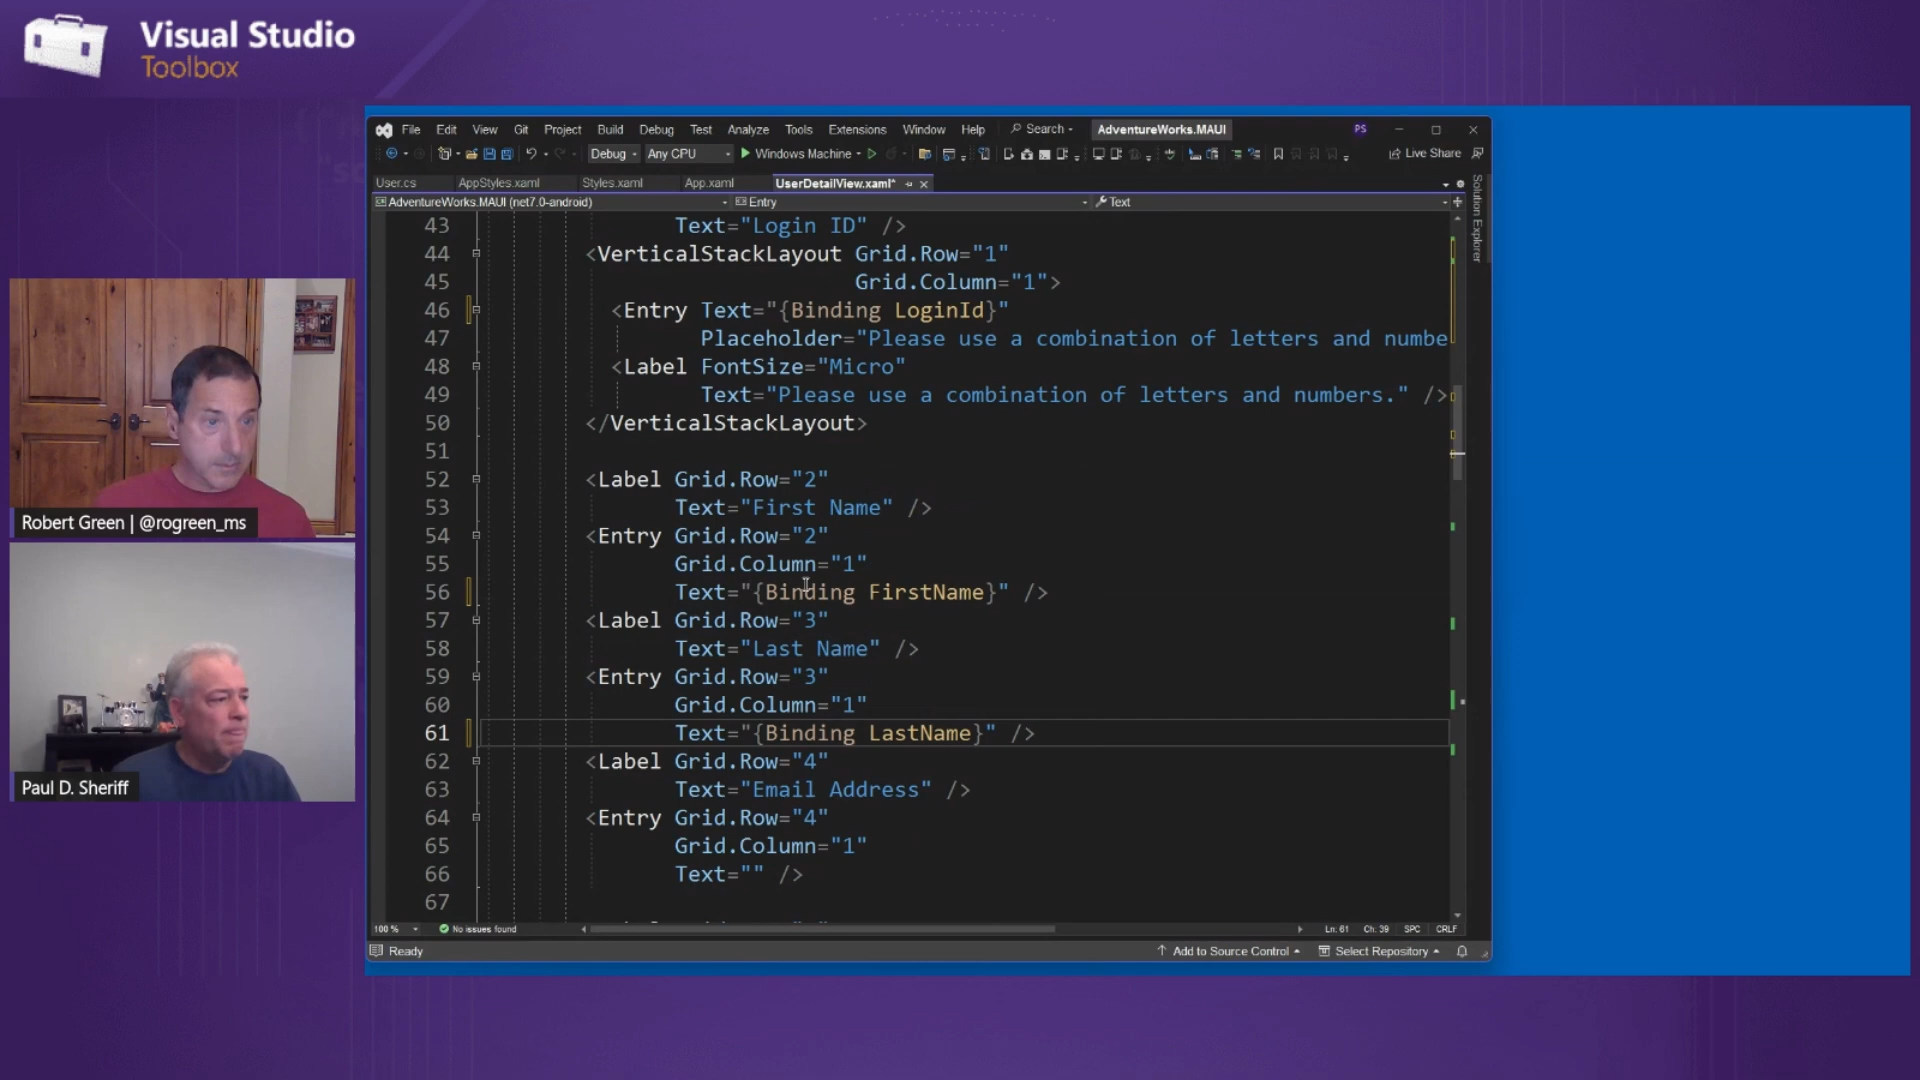 Visual Studio
Toolbox
File Edit View Git Project Build Debug Test Analyze Tools Extensions Window Help Search AdventureWorks.MAUI PS
Debug Any CPU Windows Machine Live Share
User.cs AppStyles.xaml Styles.xaml App.xaml UserDetailView.xaml*
AdventureWorks.MAUI (net7.0-android) Entry Text
Solution Explorer
43 Text="Login ID" />
44 <VerticalStackLayout Grid.Row="1"
45 Grid.Column="1">
46 <Entry Text="{Binding LoginId}"
47 Placeholder="Please use a combination of letters and numbe
48 <Label FontSize="Micro"
49 Text="Please use a combination of letters and numbers." />
50 </VerticalStackLayout>
51
52 <Label Grid.Row="2"
53 Text="First Name" />
54 <Entry Grid.Row="2"
55 Grid.Column="1"
56 Text="{Binding FirstName}" />
57 <Label Grid.Row="3"
58 Text="Last Name" />
59 <Entry Grid.Row="3"
60 Grid.Column="1"
61 Text="{Binding LastName}" />
62 <Label Grid.Row="4"
63 Text="Email Address" />
64 <Entry Grid.Row="4"
65 Grid.Column="1"
66 Text="" />
67
100 % No issues found Ln: 61 Ch: 39 SPC CRLF
Ready Add to Source Control Select Repository
Robert Green | @rogreen_ms
Paul D. Sheriff